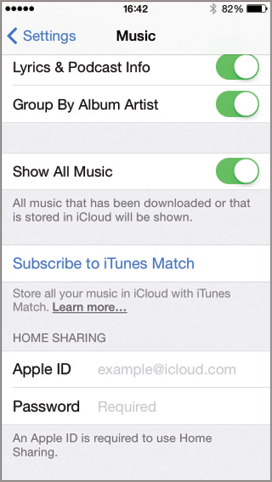 16:42 82%
Settings Music
Lyrics & Podcast Info
Group By Album Artist
Show All Music
All music that has been downloaded or that
is stored in iCloud will be shown.
Subscribe to iTunes Match
Store all your music in iCloud with iTunes
Match. Learn more...
HOME SHARING
Apple ID example@icloud.com
Password Required
An Apple ID is required to use Home
Sharing.